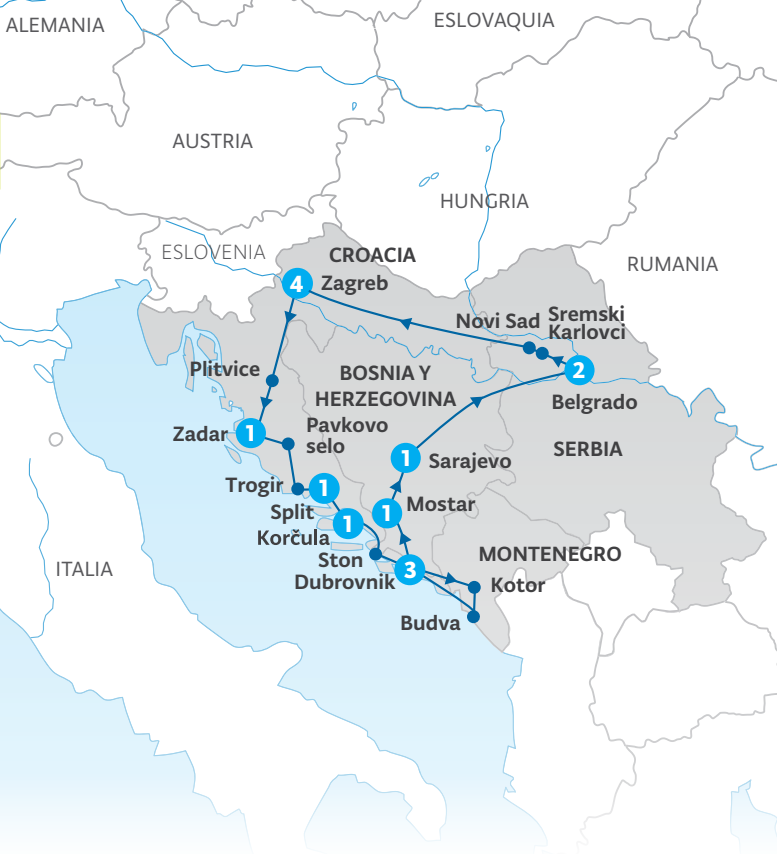 ALEMANIA
ESLOVAQUIA
AUSTRIA
HUNGRIA
ESLOVENIA
CROACIA
RUMANIA
4 Zagreb
Novi Sad
Sremski
Karlovci
Plitvice
BOSNIA Y
HERZEGOVINA
2
Belgrado
Zadar 1
Pavkovo
selo
SERBIA
1 Sarajevo
Trogir 1
Split
1 Mostar
Korčula 1
ITALIA
Ston
MONTENEGRO
Dubrovnik 3
Kotor
Budva